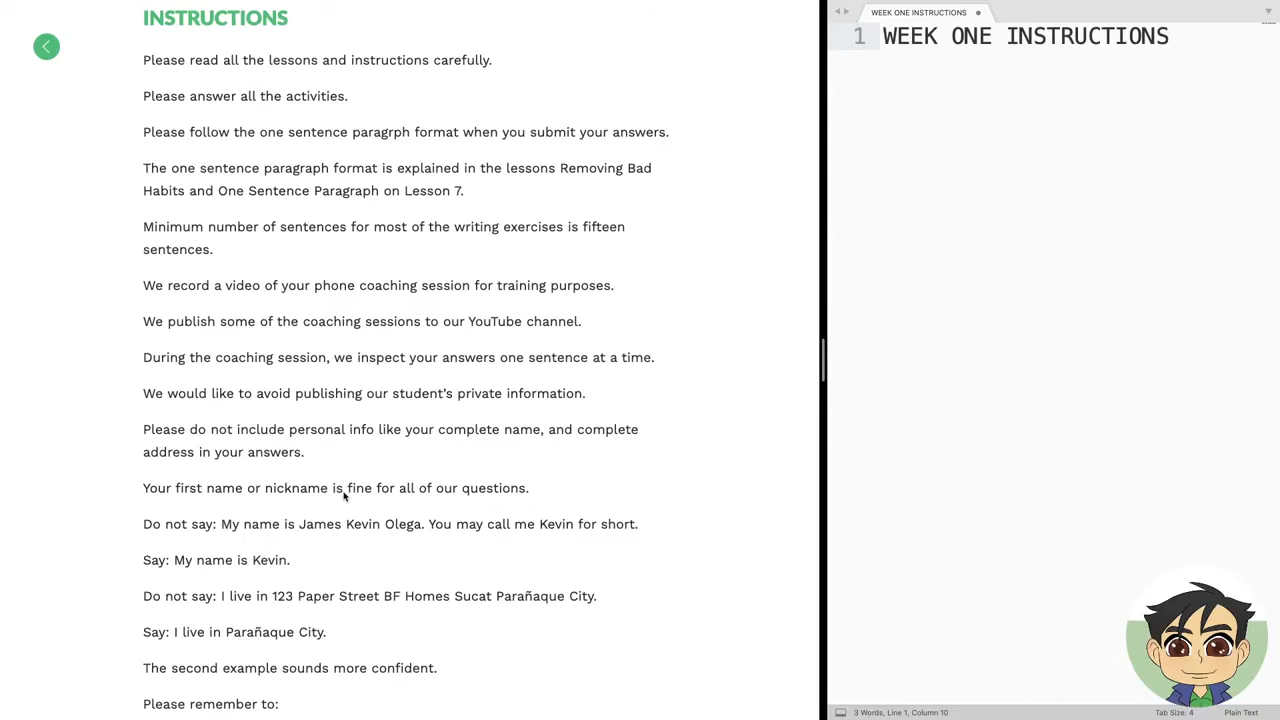 INSTRUCTIONS
Please read all the lessons and instructions carefully.
Please answer all the activities.
Please follow the one sentence paragrph format when you submit your answers.
The one sentence paragraph format is explained in the lessons Removing Bad
Habits and One Sentence Paragraph on Lesson 7.
Minimum number of sentences for most of the writing exercises is fifteen
sentences.
We record a video of your phone coaching session for training purposes.
We publish some of the coaching sessions to our YouTube channel.
During the coaching session, we inspect your answers one sentence at a time.
We would like to avoid publishing our student’s private information.
Please do not include personal info like your complete name, and complete
address in your answers.
Your first name or nickname is fine for all of our questions.
Do not say: My name is James Kevin Olega. You may call me Kevin for short.
Say: My name is Kevin.
Do not say: I live in 123 Paper Street BF Homes Sucat Parañaque City.
Say: I live in Parañaque City.
The second example sounds more confident.
Please remember to:
WEEK ONE INSTRUCTIONS
1 WEEK ONE INSTRUCTIONS
3 Words, Line 1, Column 10
Tab Size: 4
Plain Text